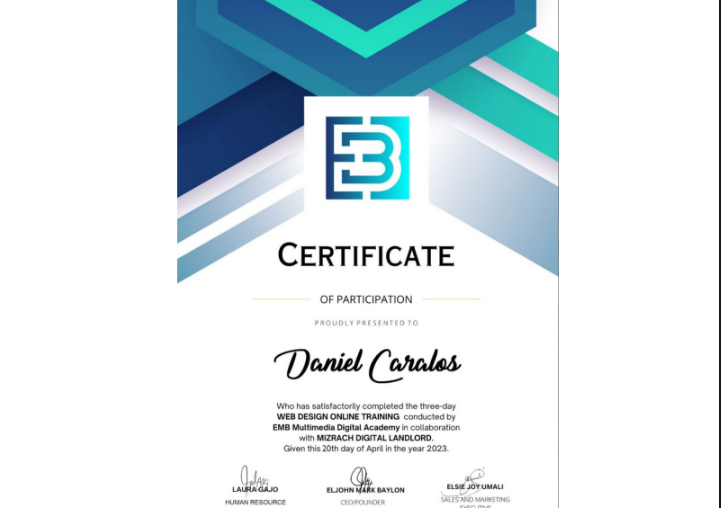 CERTIFICATE
OF PARTICIPATION
PROUDLY PRESENTED TO
Daniel Caralos
Who has satisfactorily completed the three-day
WEB DESIGN ONLINE TRAINING conducted by
EMB Multimedia Digital Academy in collaboration
with MIZRACH DIGITAL LANDLORD.
Given this 20th day of April in the year 2023.
LAURA GAJO ELJOHN MARK BAYLON ELSIE JOY UMALI
HUMAN RESOURCE CEO/FOUNDER SALES AND MARKETING
EXECUTIVE